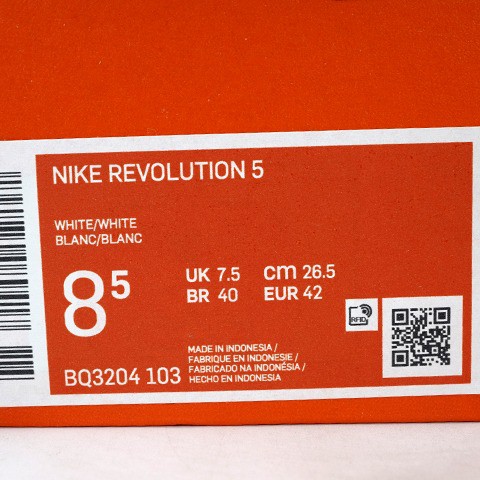 NIKE REVOLUTION 5
WHITE/WHITE
BLANC/BLANC
8⁵
UK 7.5 cm 26.5
BR 40 EUR 42
RFID
MADE IN INDONESIA /
FABRIQUE EN INDONESIE /
FABRICADO NA INDONÉSIA /
HECHO EN INDONESIA
BQ3204 103